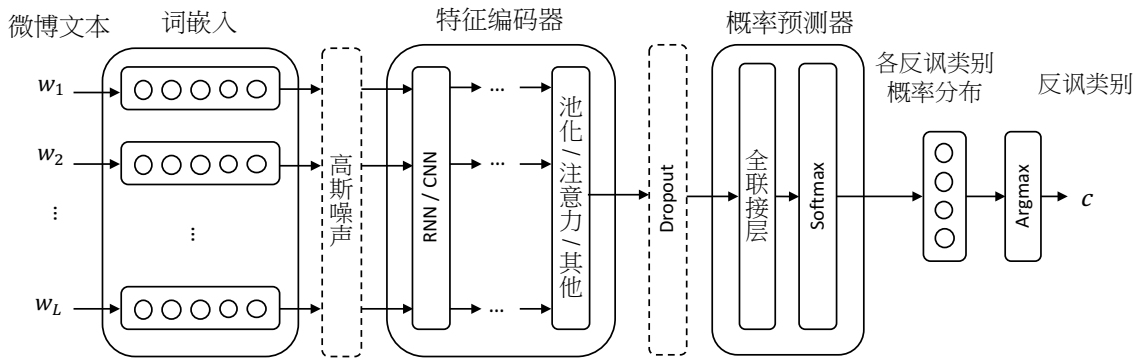 微博文本
词嵌入
特征编码器
概率预测器
各反讽类别
概率分布
反讽类别
w₁
w₂
...
w_L
...
高斯噪声
RNN / CNN
...
...
...
池化 / 注意力 / 其他
Dropout
全联接层
Softmax
Argmax
c